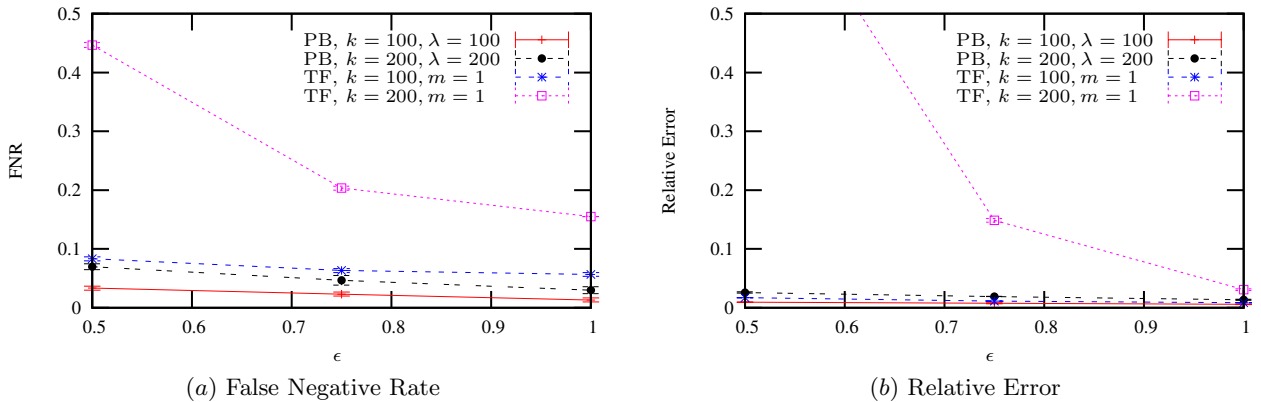 0.5
0.4
0.3
0.2
0.1
0
FNR
PB, k = 100, λ = 100
PB, k = 200, λ = 200
TF, k = 100, m = 1
TF, k = 200, m = 1
0.5 0.6 0.7 0.8 0.9 1
ϵ
(a) False Negative Rate
0.5
0.4
0.3
0.2
0.1
0
Relative Error
PB, k = 100, λ = 100
PB, k = 200, λ = 200
TF, k = 100, m = 1
TF, k = 200, m = 1
0.5 0.6 0.7 0.8 0.9 1
ϵ
(b) Relative Error